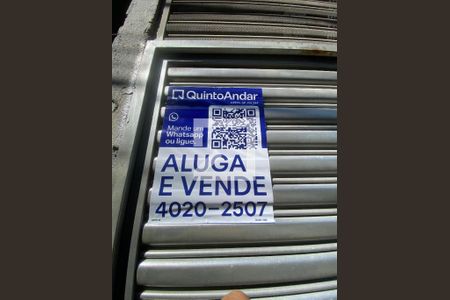 QuintoAndar
Mande um
Whatsapp
ou ligue.
ALUGA
E VENDE
4020-2507